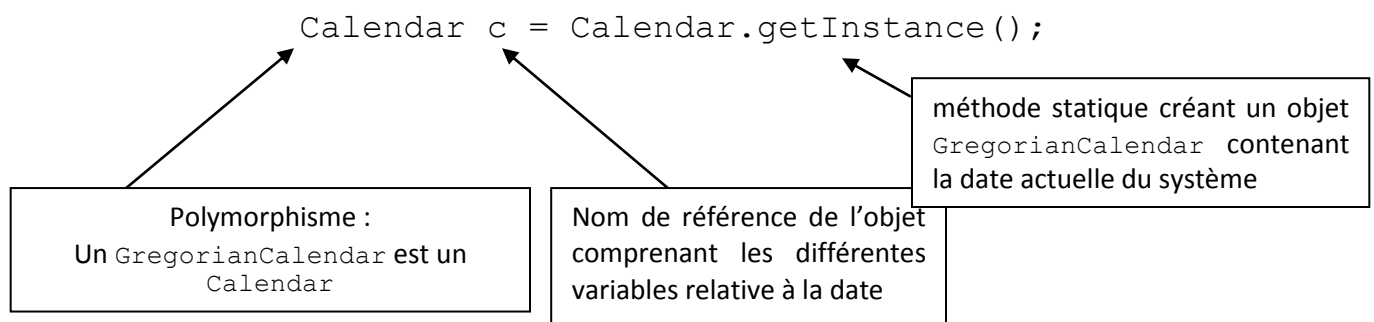 Calendar c = Calendar.getInstance();
méthode statique créant un objet
GregorianCalendar contenant
la date actuelle du système
Polymorphisme :
Un GregorianCalendar est un
Calendar
Nom de référence de l’objet
comprenant les différentes
variables relative à la date